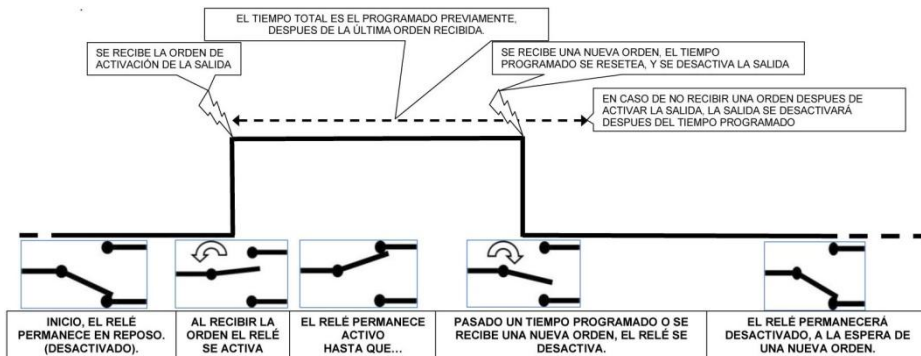 EL TIEMPO TOTAL ES EL PROGRAMADO PREVIAMENTE,
DESPUES DE LA ÚLTIMA ORDEN RECIBIDA.
SE RECIBE LA ORDEN DE
ACTIVACIÓN DE LA SALIDA
SE RECIBE UNA NUEVA ORDEN, EL TIEMPO
PROGRAMADO SE RESETEA, Y SE DESACTIVA LA SALIDA
EN CASO DE NO RECIBIR UNA ORDEN DESPUES DE
ACTIVAR LA SALIDA, LA SALIDA SE DESACTIVARÁ
DESPUES DEL TIEMPO PROGRAMADO
INICIO, EL RELÉ
PERMANECE EN REPOSO.
(DESACTIVADO).
AL RECIBIR LA
ORDEN EL RELÉ
SE ACTIVA
EL RELÉ PERMANECE
ACTIVO
HASTA QUE...
PASADO UN TIEMPO PROGRAMADO O SE
RECIBE UNA NUEVA ORDEN, EL RELÉ SE
DESACTIVA.
EL RELÉ PERMANECERÁ
DESACTIVADO, A LA ESPERA DE
UNA NUEVA ORDEN.